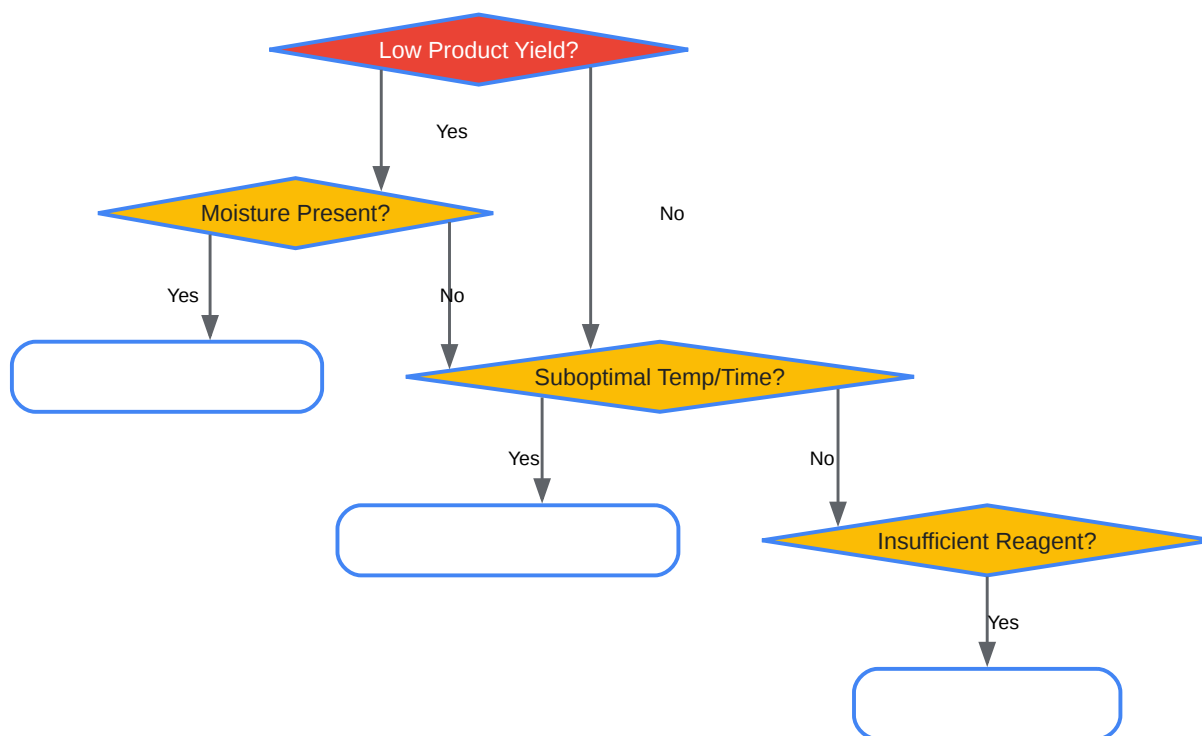 Low Product Yield?
Yes
Moisture Present?
No
Yes
No
Suboptimal Temp/Time?
Yes
No
Insufficient Reagent?
Yes